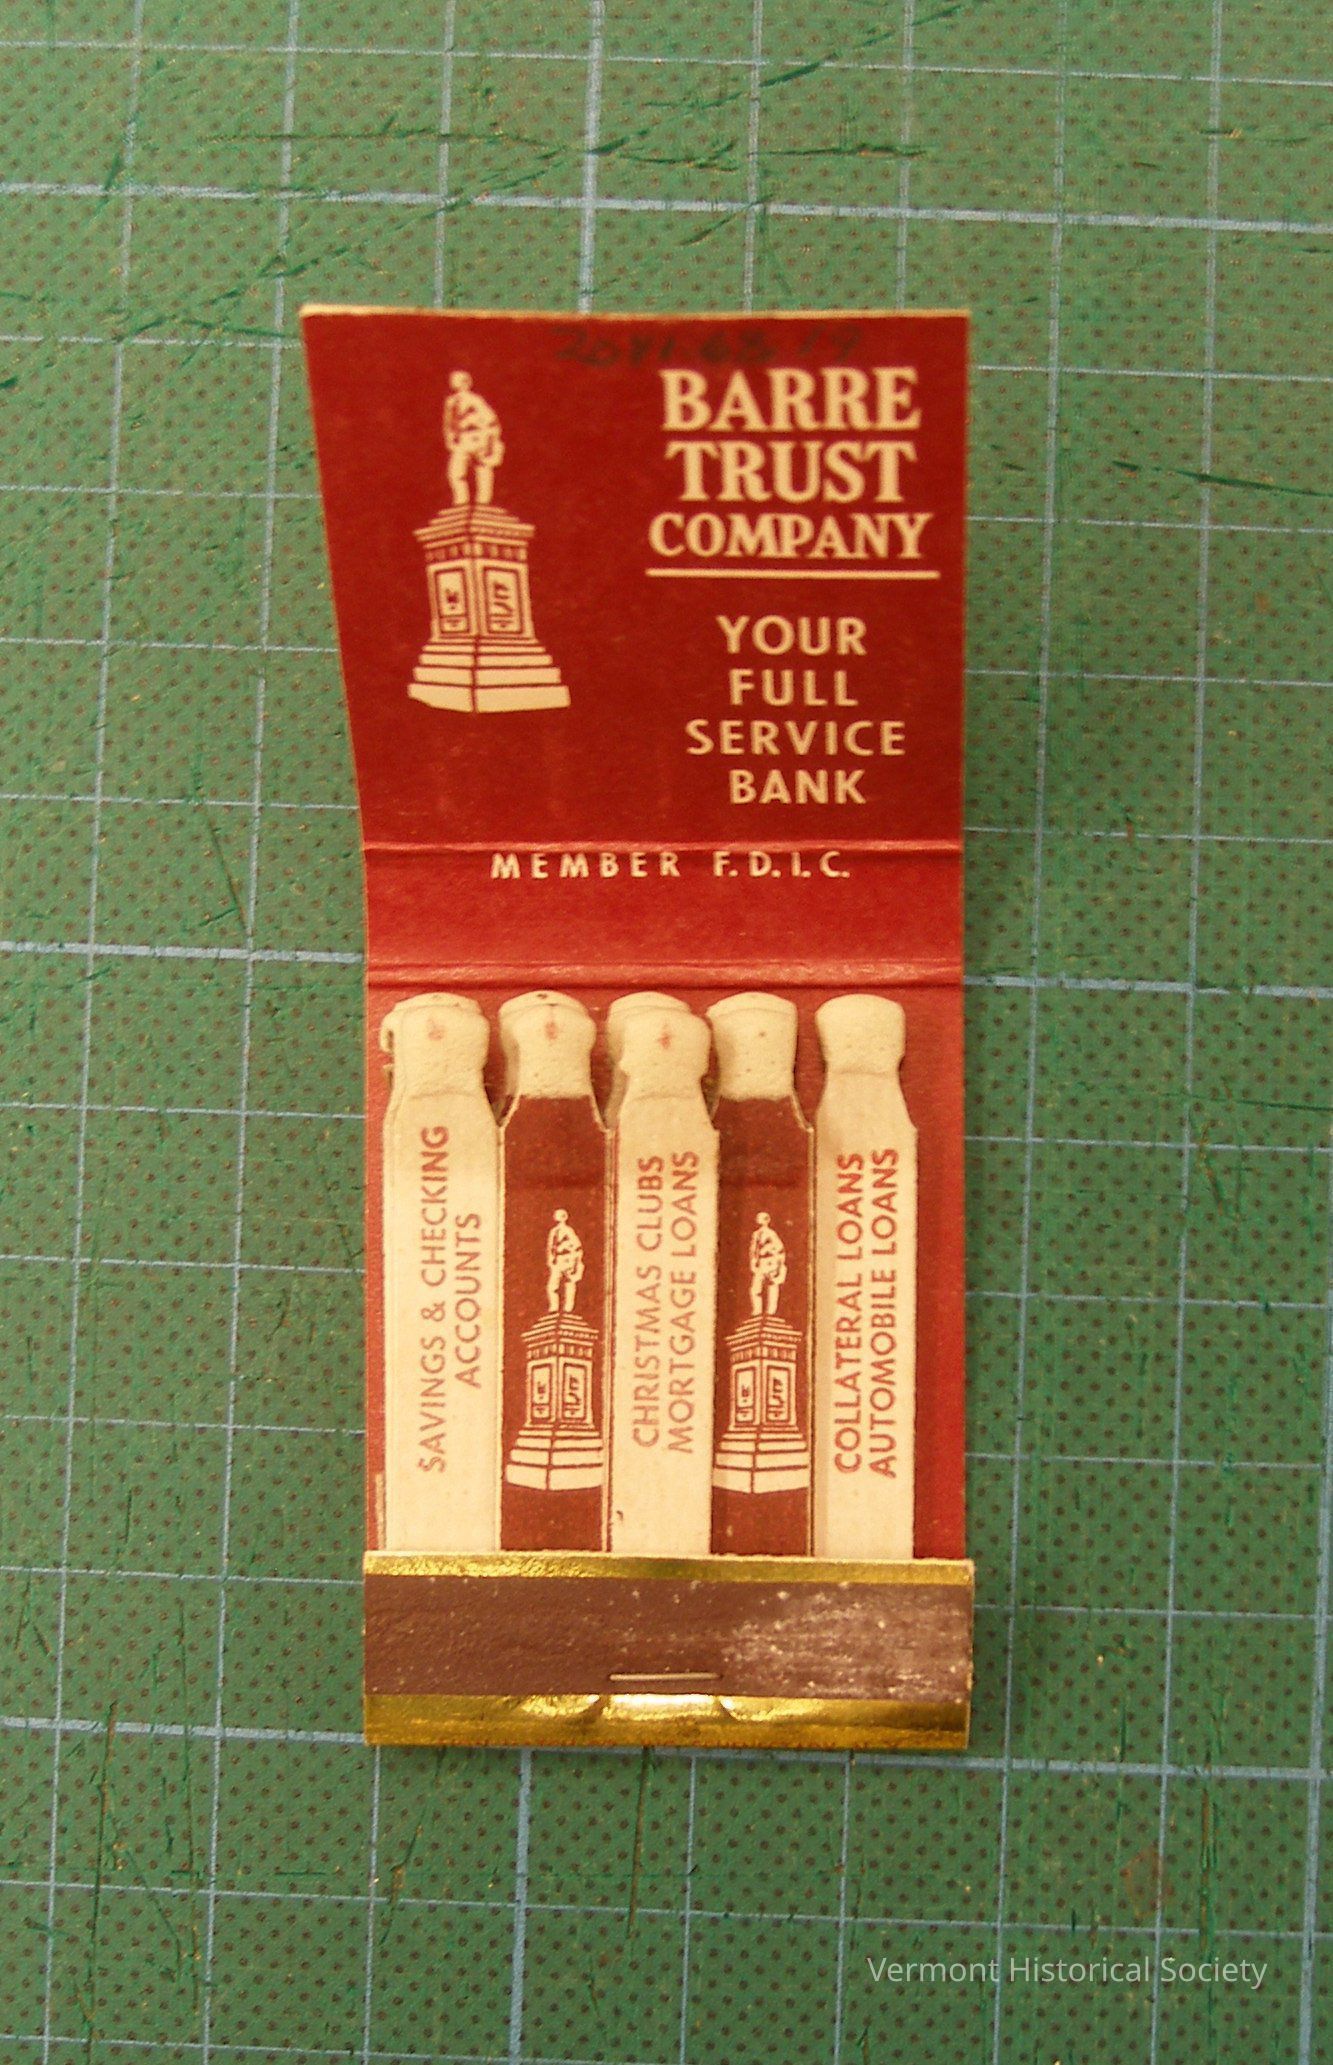 BARRE
TRUST
COMPANY
YOUR
FULL
SERVICE
BANK
MEMBER F.D.I.C.
SAVINGS & CHECKING
ACCOUNTS
CHRISTMAS CLUBS
MORTGAGE LOANS
COLLATERAL LOANS
AUTOMOBILE LOANS
Vermont Historical Society